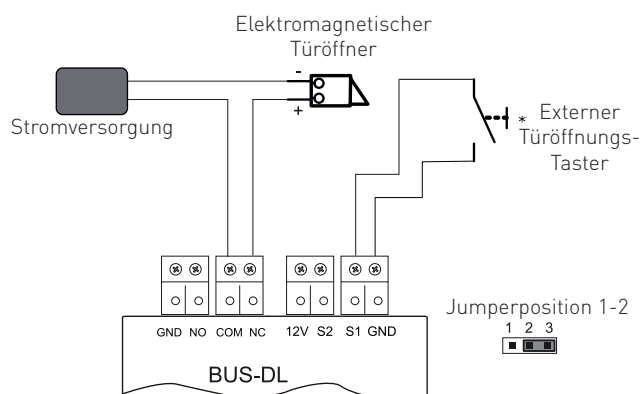 Elektromagnetischer
Türöffner
-
+
Stromversorgung
* Externer
Türöffnungs-
Taster
GND NO COM NC 12V S2 S1 GND
BUS-DL
Jumperposition 1-2
1 2 3